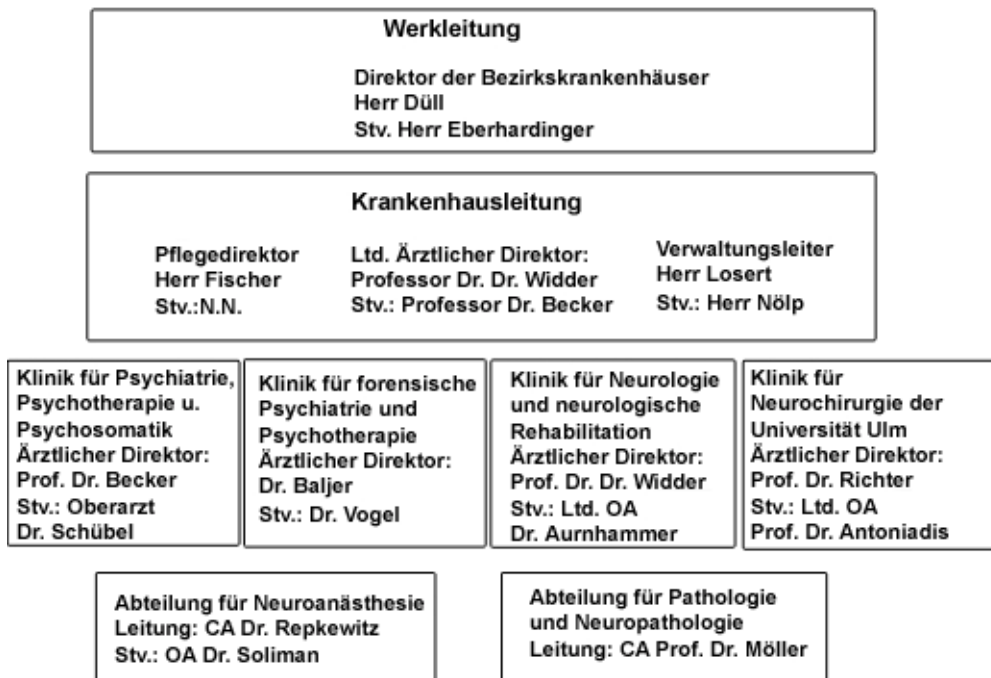 Werkleitung
Direktor der Bezirkskrankenhäuser
Herr Düll
Stv. Herr Eberhardinger
Krankenhausleitung
Pflegedirektor
Herr Fischer
Stv.:N.N.
Ltd. Ärztlicher Direktor:
Professor Dr. Dr. Widder
Stv.: Professor Dr. Becker
Verwaltungsleiter
Herr Losert
Stv.: Herr Nölp
Klinik für Psychiatrie,
Psychotherapie u.
Psychosomatik
Ärztlicher Direktor:
Prof. Dr. Becker
Stv.: Oberarzt
Dr. Schübel
Klinik für forensische
Psychiatrie und
Psychotherapie
Ärztlicher Direktor:
Dr. Baljer
Stv.: Dr. Vogel
Klinik für Neurologie
und neurologische
Rehabilitation
Ärztlicher Direktor:
Prof. Dr. Dr. Widder
Stv.: Ltd. OA
Dr. Aurnhammer
Klinik für
Neurochirurgie der
Universität Ulm
Ärztlicher Direktor:
Prof. Dr. Richter
Stv.: Ltd. OA
Prof. Dr. Antoniadis
Abteilung für Neuroanästhesie
Leitung: CA Dr. Repkewitz
Stv.: OA Dr. Soliman
Abteilung für Pathologie
und Neuropathologie
Leitung: CA Prof. Dr. Möller